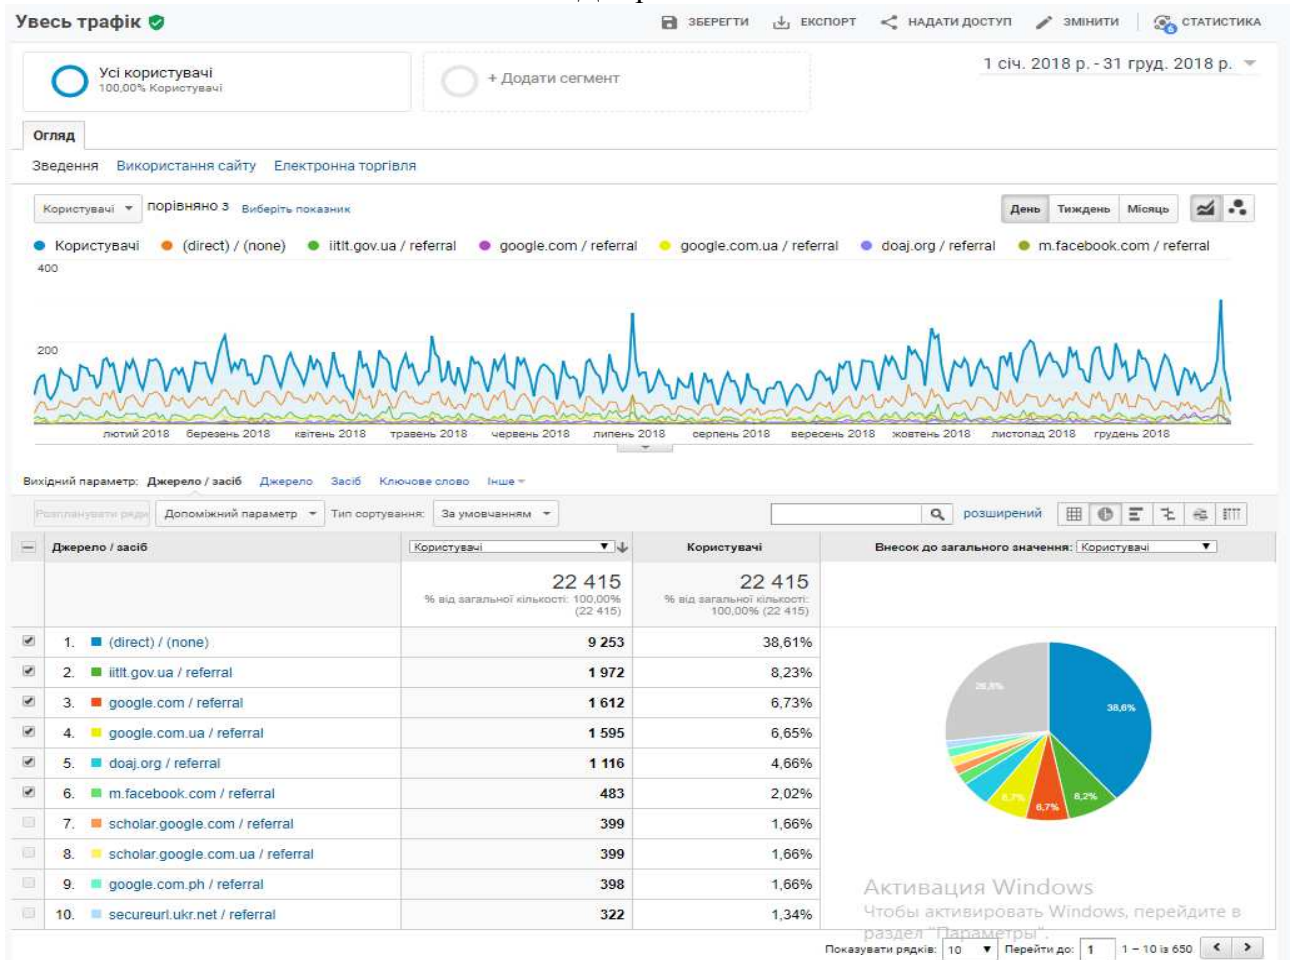 Увесь трафік
ЗБЕРЕГТИ ЕКСПОРТ НАДАТИ ДОСТУП ЗМІНИТИ СТАТИСТИКА
1 січ. 2018 р. - 31 груд. 2018 р.
Усі користувачі
100,00% Користувачі
+ Додати сегмент
Огляд
Зведення Використання сайту Електронна торгівля
Користувачі порівняно з Виберіть показник
День Тиждень Місяць
Користувачі (direct) / (none) iitlt.gov.ua / referral google.com / referral google.com.ua / referral doaj.org / referral m.facebook.com / referral
400
200
лютий 2018 березень 2018 квітень 2018 травень 2018 червень 2018 липень 2018 серпень 2018 вересень 2018 жовтень 2018 листопад 2018 грудень 2018
Вихідний параметр: Джерело / засіб Джерело Засіб Ключове слово Інше
Розпланувати ряди Допоміжний параметр Тип сортування: За умовчанням розширений
Джерело / засіб Користувачі Користувачі Внесок до загального значення: Користувачі
22 415 22 415
% від загальної кількості: 100,00% (22 415) % від загальної кількості: 100,00% (22 415)
1. (direct) / (none) 9 253 38,61%
2. iitlt.gov.ua / referral 1 972 8,23%
3. google.com / referral 1 612 6,73%
4. google.com.ua / referral 1 595 6,65%
5. doaj.org / referral 1 116 4,66%
6. m.facebook.com / referral 483 2,02%
7. scholar.google.com / referral 399 1,66%
8. scholar.google.com.ua / referral 399 1,66%
9. google.com.ph / referral 398 1,66%
10. secureurl.ukr.net / referral 322 1,34%
38,6%
8,2%
6,7%
Активация Windows
Чтобы активировать Windows, перейдите в
раздел "Параметры".
Показувати рядків: 10 Перейти до: 1 1 – 10 із 650